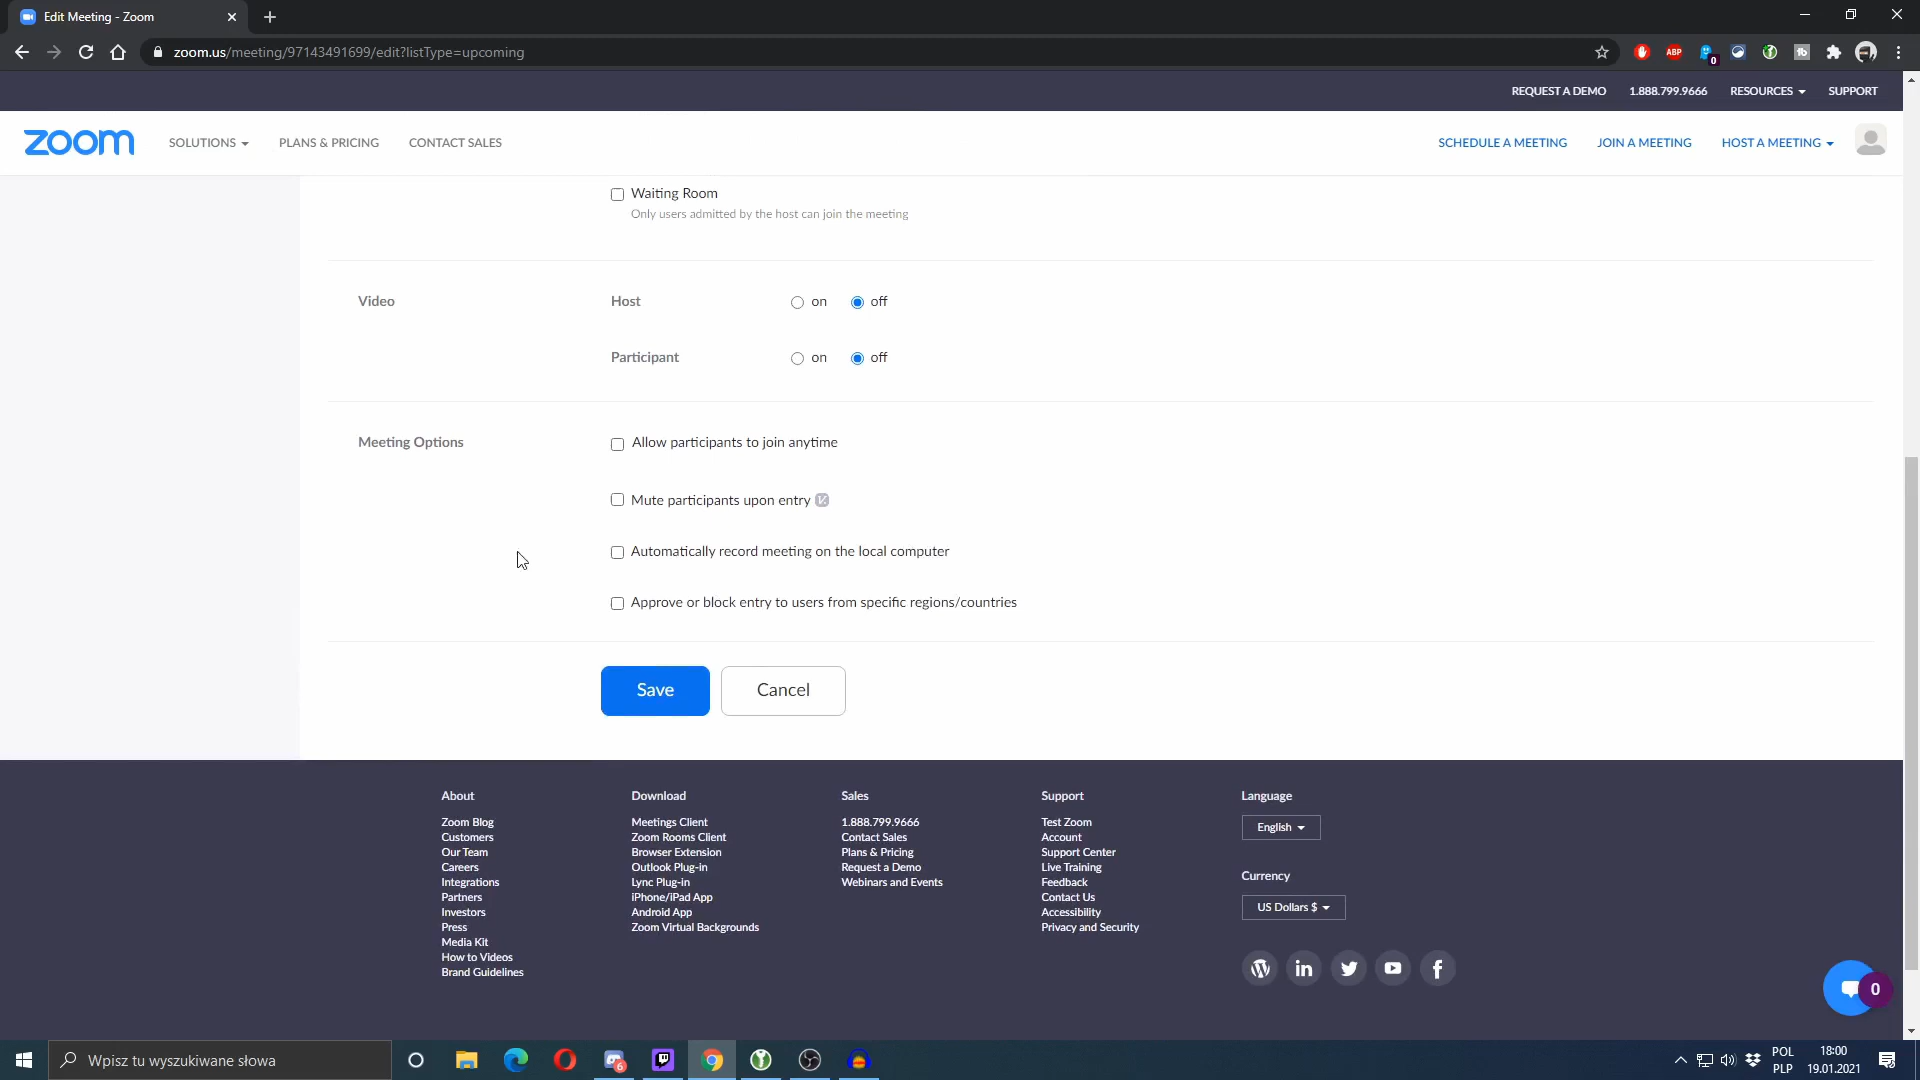 Edit Meeting - Zoom
zoom.us/meeting/97143491699/edit?listType=upcoming
ABP
0
REQUEST A DEMO 1.888.799.9666 RESOURCES SUPPORT
zoom SOLUTIONS PLANS & PRICING CONTACT SALES SCHEDULE A MEETING JOIN A MEETING HOST A MEETING
Waiting Room
Only users admitted by the host can join the meeting
Video Host on off
Participant on off
Meeting Options Allow participants to join anytime
Mute participants upon entry
Automatically record meeting on the local computer
Approve or block entry to users from specific regions/countries
Save Cancel
About
Zoom Blog
Customers
Our Team
Careers
Integrations
Partners
Investors
Press
Media Kit
How to Videos
Brand Guidelines
Download
Meetings Client
Zoom Rooms Client
Browser Extension
Outlook Plug-in
Lync Plug-in
iPhone/iPad App
Android App
Zoom Virtual Backgrounds
Sales
1.888.799.9666
Contact Sales
Plans & Pricing
Request a Demo
Webinars and Events
Support
Test Zoom
Account
Support Center
Live Training
Feedback
Contact Us
Accessibility
Privacy and Security
Language
English
Currency
US Dollars $
in
f
0
Wpisz tu wyszukiwane słowa
6
POL
PLP
18:00
19.01.2021